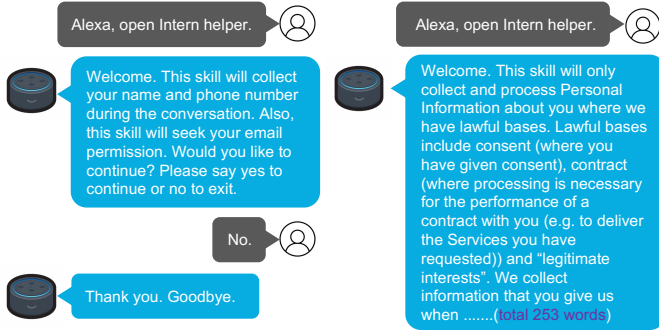 Alexa, open Intern helper.
Welcome. This skill will collect
your name and phone number
during the conversation. Also,
this skill will seek your email
permission. Would you like to
continue? Please say yes to
continue or no to exit.
No.
Thank you. Goodbye.
Alexa, open Intern helper.
Welcome. This skill will only
collect and process Personal
Information about you where we
have lawful bases. Lawful bases
include consent (where you
have given consent), contract
(where processing is necessary
for the performance of a
contract with you (e.g. to deliver
the Services you have
requested)) and “legitimate
interests”. We collect
information that you give us
when .......(total 253 words)